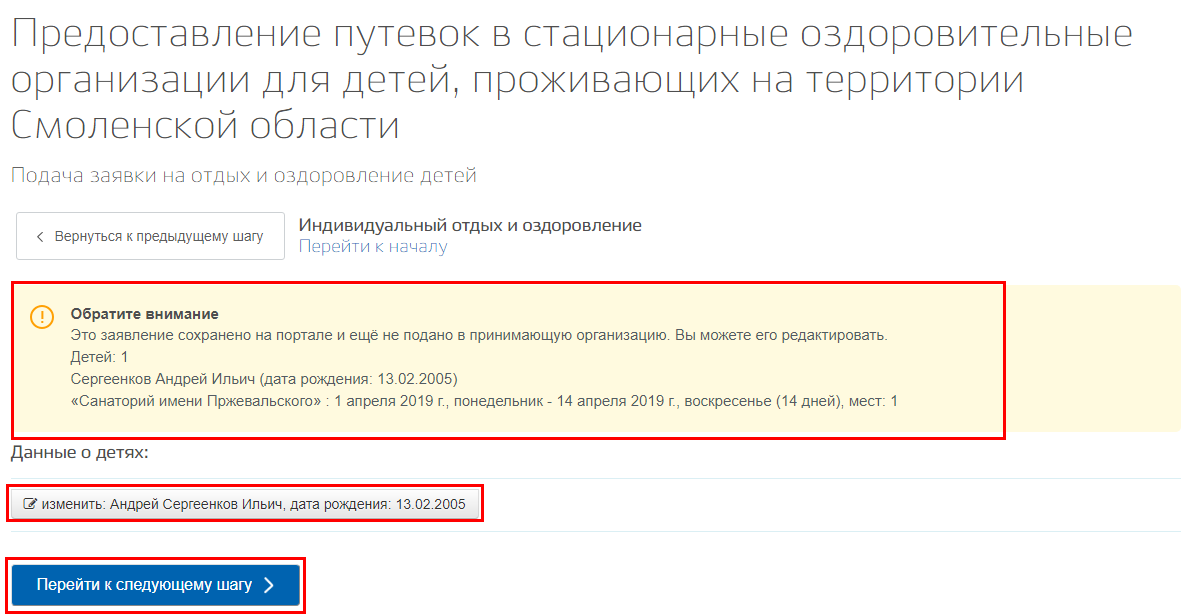 Предоставление путевок в стационарные оздоровительные
организации для детей, проживающих на территории
Смоленской области
Подача заявки на отдых и оздоровление детей
Вернуться к предыдущему шагу
Индивидуальный отдых и оздоровление
Перейти к началу
Обратите внимание
Это заявление сохранено на портале и ещё не подано в принимающую организацию. Вы можете его редактировать.
Детей: 1
Сергеенков Андрей Ильич (дата рождения: 13.02.2005)
«Санаторий имени Пржевальского» : 1 апреля 2019 г., понедельник - 14 апреля 2019 г., воскресенье (14 дней), мест: 1
Данные о детях:
изменить: Андрей Сергеенков Ильич, дата рождения: 13.02.2005
Перейти к следующему шагу